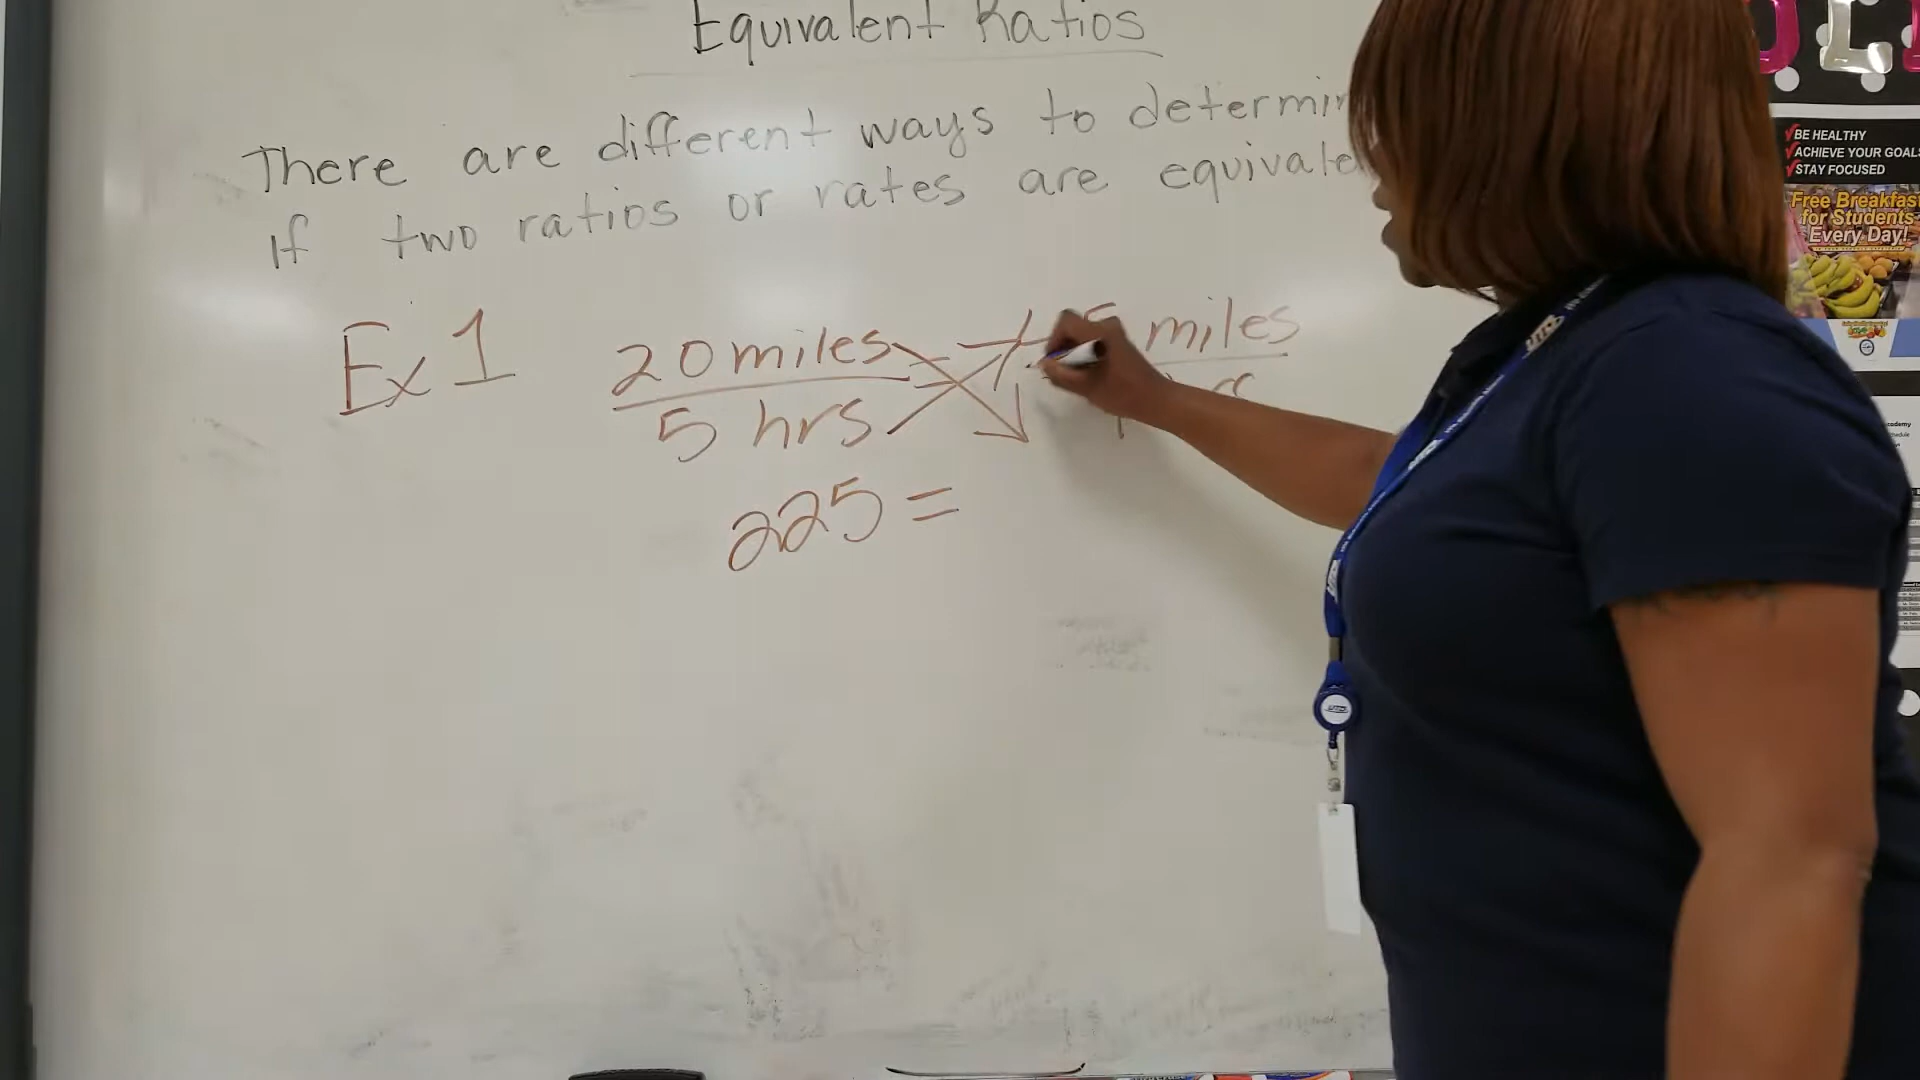 Equivalent Ratios
There are different ways to determin
if two ratios or rates are equivale
Ex 1
20 miles
5 hrs
miles
225 =
BE HEALTHY
ACHIEVE YOUR GOALS
STAY FOCUSED
Free Breakfast
for Students
Every Day!